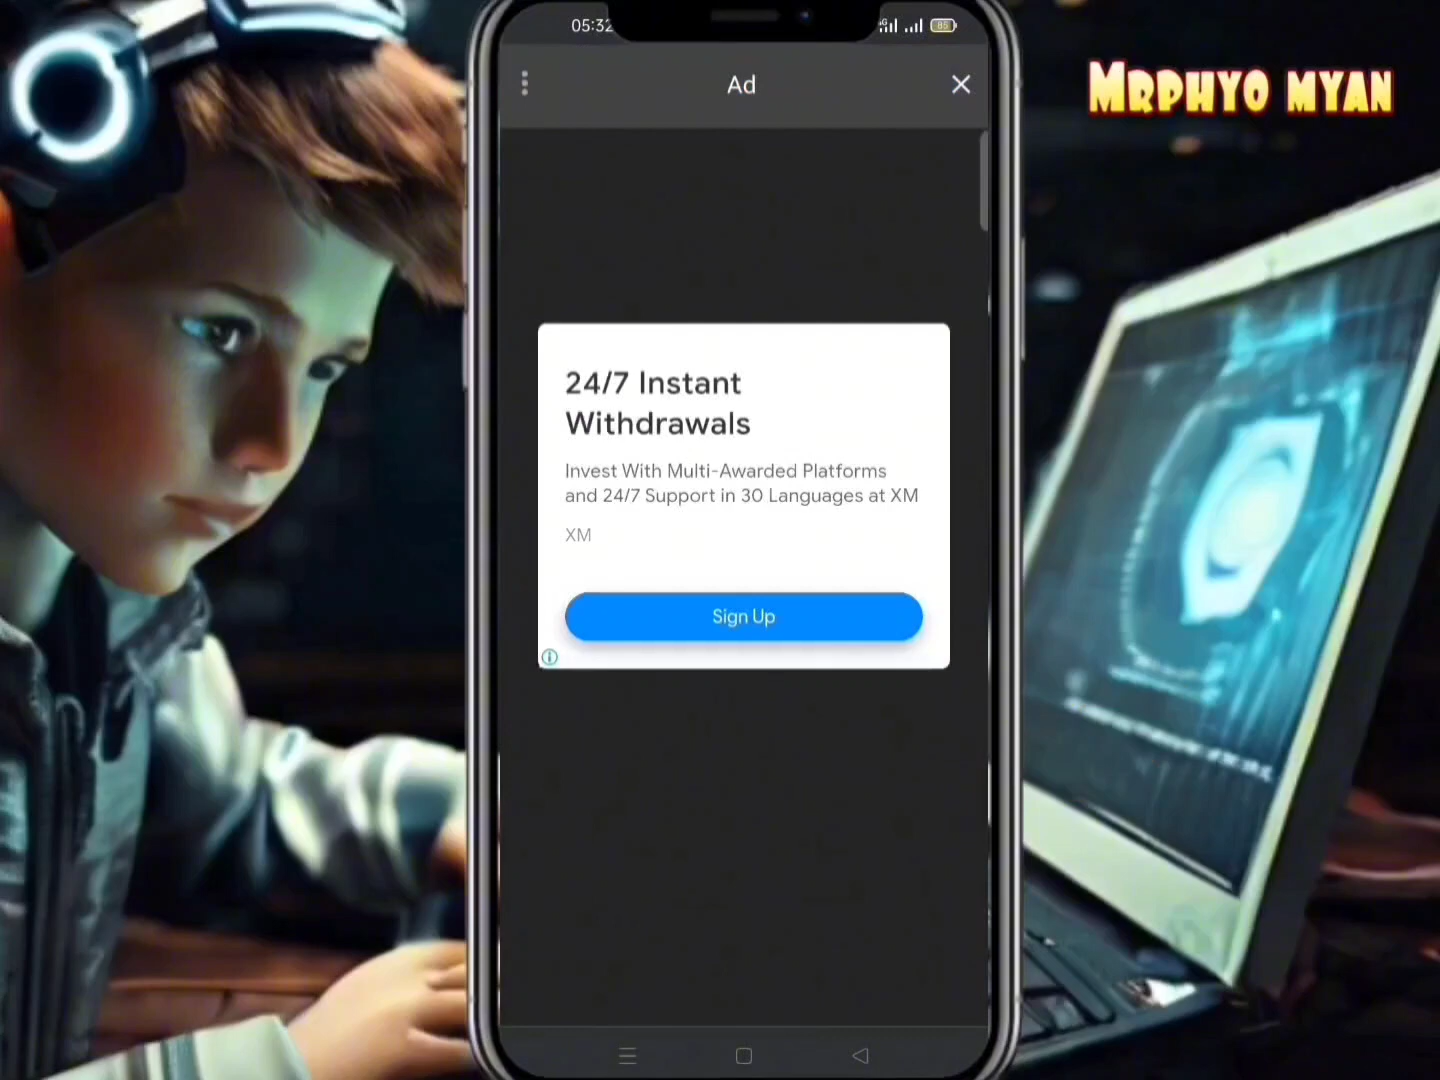 05:32
85
Ad
MRPHYO MYAN
24/7 Instant
Withdrawals
Invest With Multi-Awarded Platforms
and 24/7 Support in 30 Languages at XM
XM
Sign Up